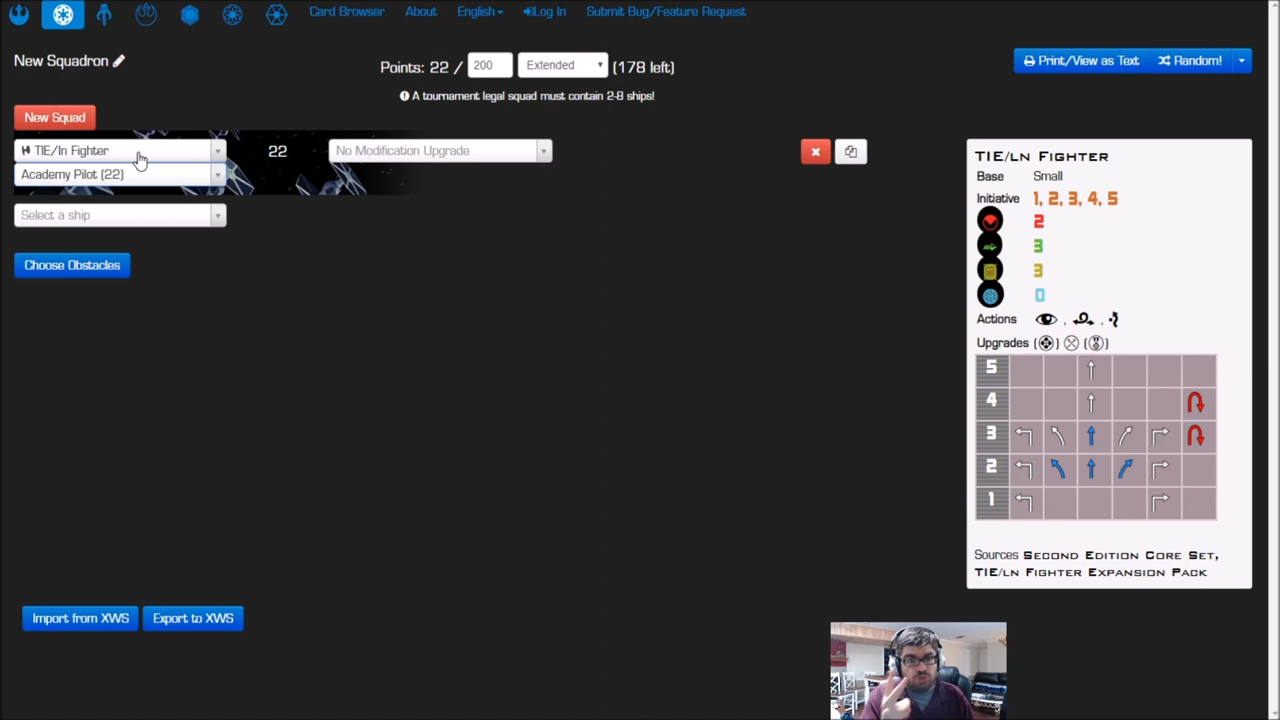 Card Browser About English Log In Submit Bug/Feature Request
New Squadron
Points: 22 / 200 Extended (178 left)
Print/View as Text Random!
A tournament legal squad must contain 2-8 ships!
New Squad
TIE/ln Fighter 22 No Modification Upgrade
Academy Pilot (22)
Select a ship
Choose Obstacles
TIE/LN FIGHTER
Base Small
Initiative 1, 2, 3, 4, 5
2
3
3
0
Actions , ,
Upgrades ( ) ( )
5
4
3
2
1
Sources SECOND EDITION CORE SET,
TIE/LN FIGHTER EXPANSION PACK
Import from XWS Export to XWS